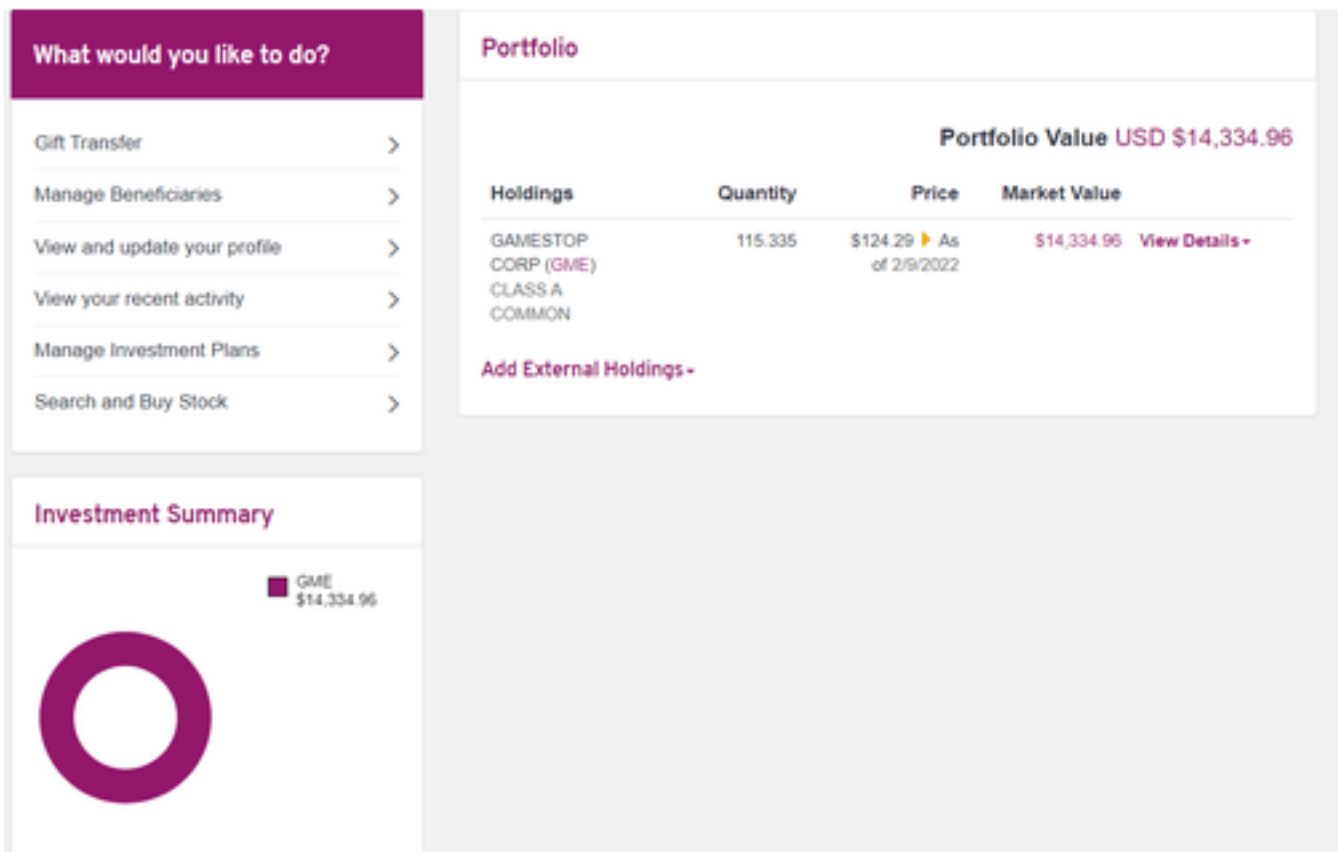 What would you like to do?
Gift Transfer
Manage Beneficiaries
View and update your profile
View your recent activity
Manage Investment Plans
Search and Buy Stock
Portfolio
Portfolio Value USD $14,334.96
Holdings Quantity Price Market Value
GAMESTOP 115.335 $124.29 As $14,334.96 View Details
CORP (GME) of 2/9/2022
CLASS A
COMMON
Add External Holdings
Investment Summary
GME
$14,334.96